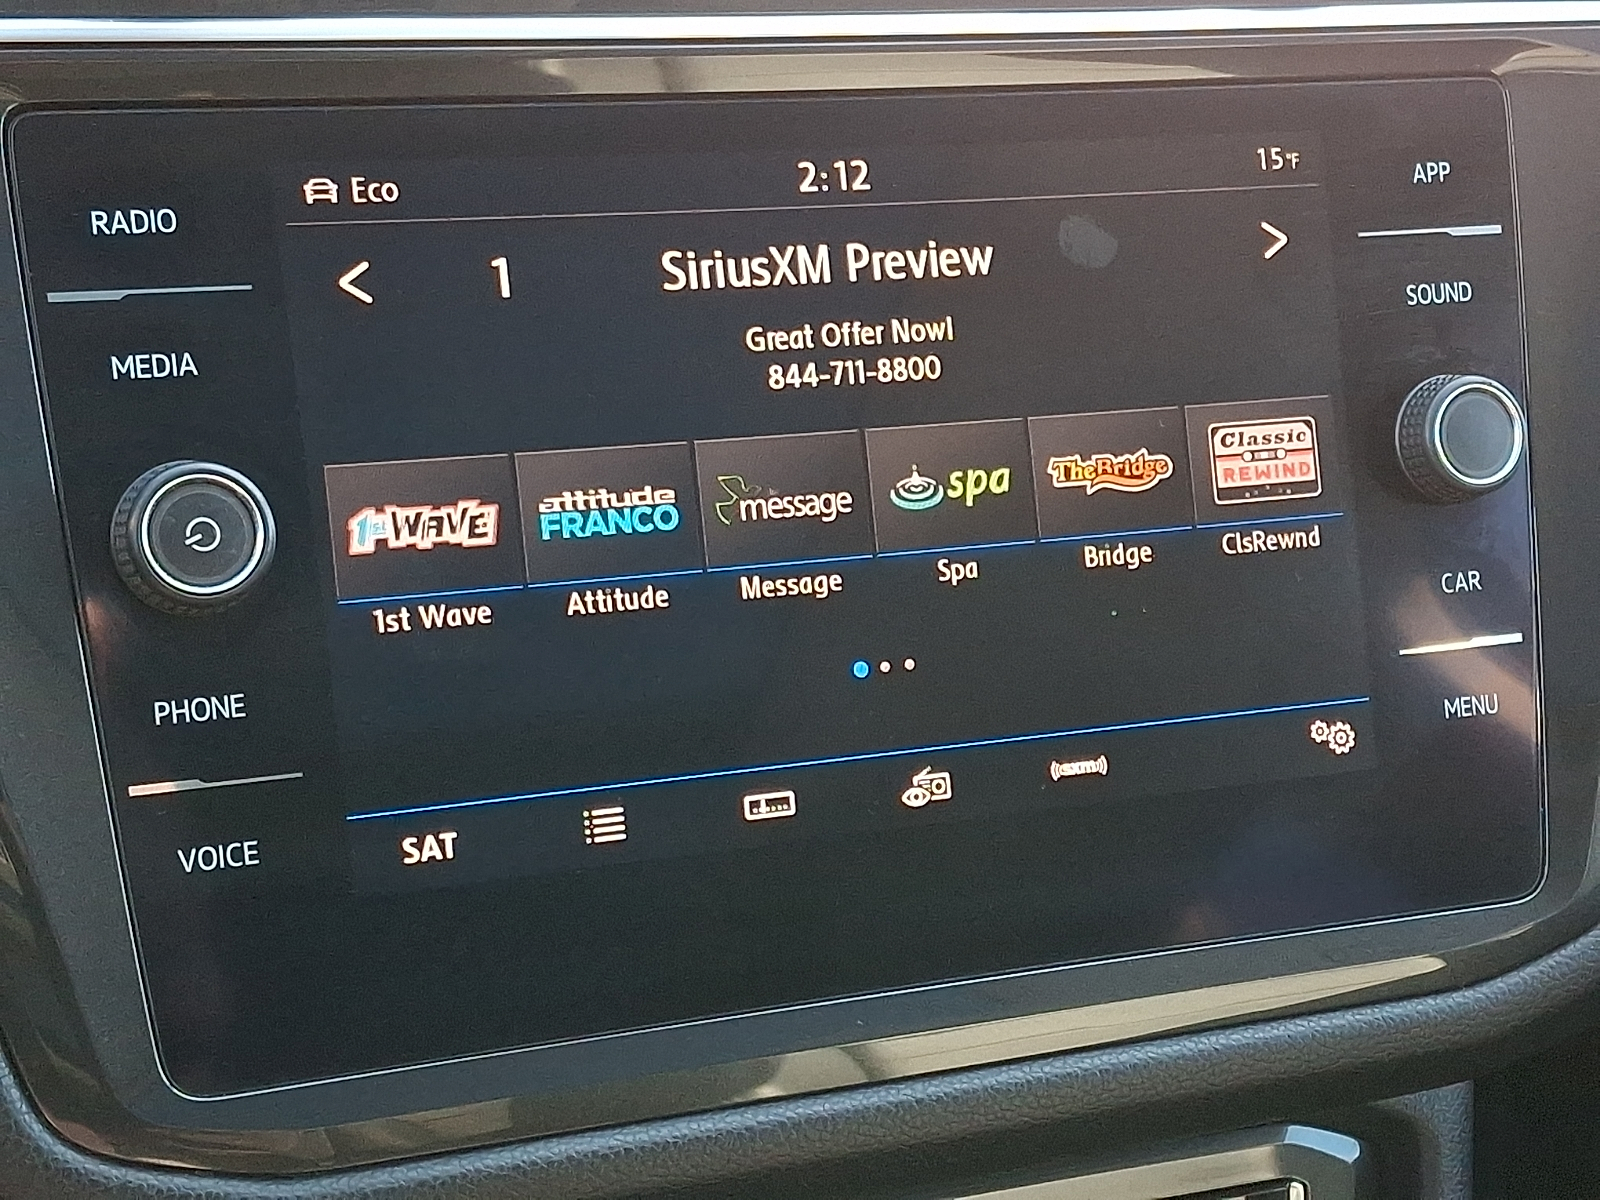 RADIO
MEDIA
PHONE
VOICE
Eco
2:12
15°F
< 1 SiriusXM Preview >
Great Offer Now!
844-711-8800
1st WAVE
attitude
FRANCO
message
spa
The Bridge
Classic
REWIND
1st Wave
Attitude
Message
Spa
Bridge
ClsRewnd
SAT
((sxm))
APP
SOUND
CAR
MENU